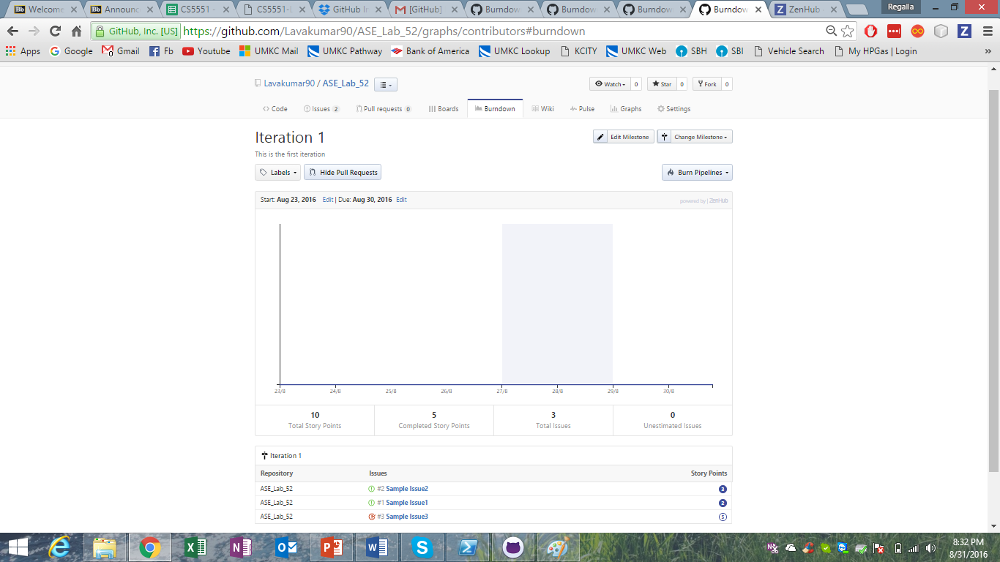 Welcome
Announc
CS5551 -
CS5551-L
GitHub In
[GitHub]
Burndow
Burndow
Burndow
Burndow
ZenHub -
Regalla
GitHub, Inc. [US] https://github.com/Lavakumar90/ASE_Lab_52/graphs/contributors#burndown
Apps Google Gmail Fb Youtube UMKC Mail UMKC Pathway Bank of America UMKC Lookup KCITY UMKC Web SBH SBI Vehicle Search My HPGas | Login »
Lavakumar90 / ASE_Lab_52
Watch 0 Star 0 Fork 0
Code Issues 2 Pull requests 0 Boards Burndown Wiki Pulse Graphs Settings
Iteration 1
Edit Milestone Change Milestone
This is the first iteration
Labels Hide Pull Requests Burn Pipelines
Start: Aug 23, 2016 Edit | Due: Aug 30, 2016 Edit
powered by | ZenHub
23/8 24/8 25/8 26/8 27/8 28/8 29/8 30/8
10 5 3 0
Total Story Points Completed Story Points Total Issues Unestimated Issues
Iteration 1
Repository Issues Story Points
ASE_Lab_52 #2 Sample Issue2 3
ASE_Lab_52 #1 Sample Issue1 2
ASE_Lab_52 #3 Sample Issue3 5
8:32 PM
8/31/2016